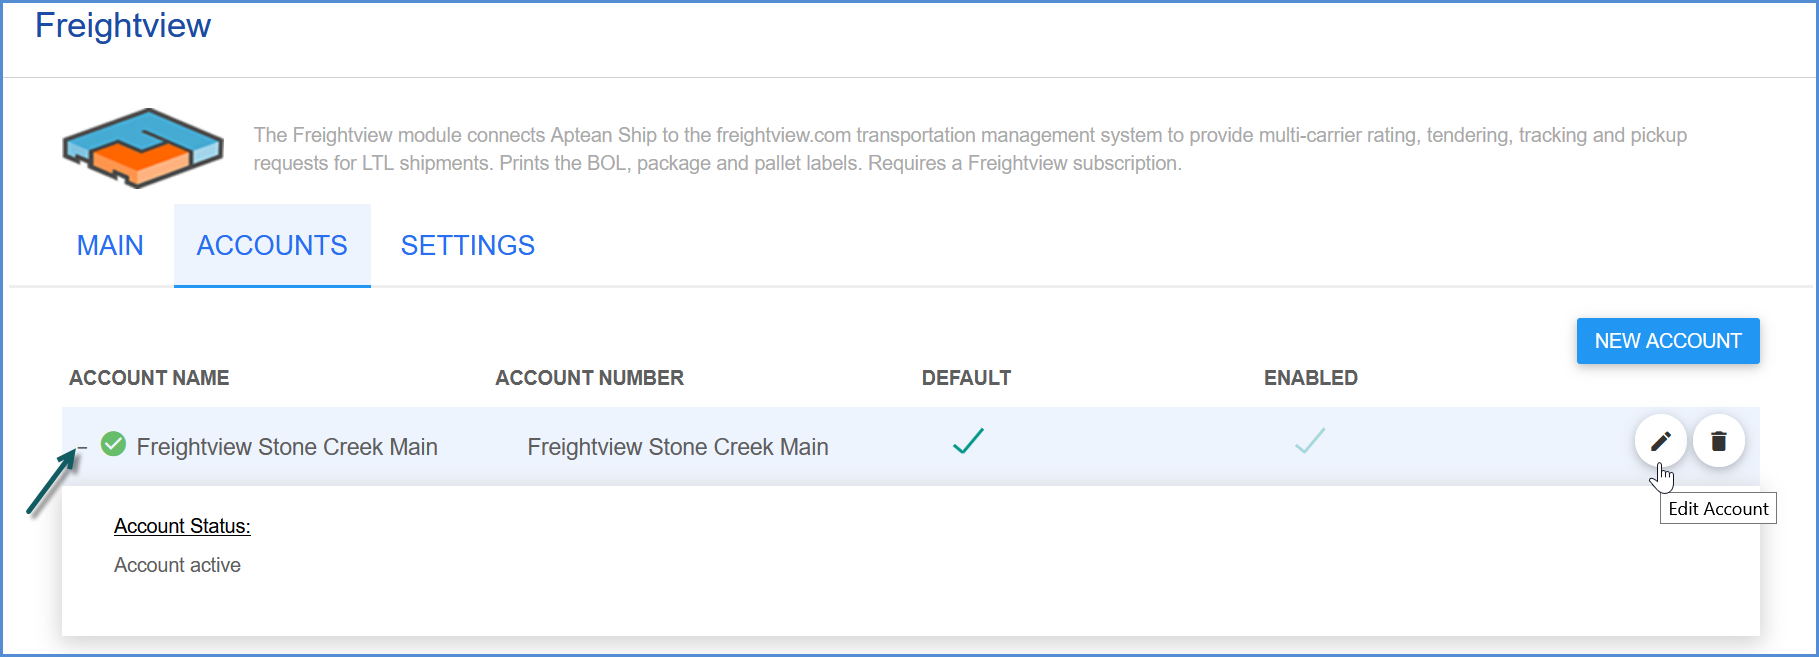 Freightview
The Freightview module connects Aptean Ship to the freightview.com transportation management system to provide multi-carrier rating, tendering, tracking and pickup
requests for LTL shipments. Prints the BOL, package and pallet labels. Requires a Freightview subscription.
MAIN ACCOUNTS SETTINGS
NEW ACCOUNT
ACCOUNT NAME ACCOUNT NUMBER DEFAULT ENABLED
Freightview Stone Creek Main Freightview Stone Creek Main
Edit Account
Account Status:
Account active